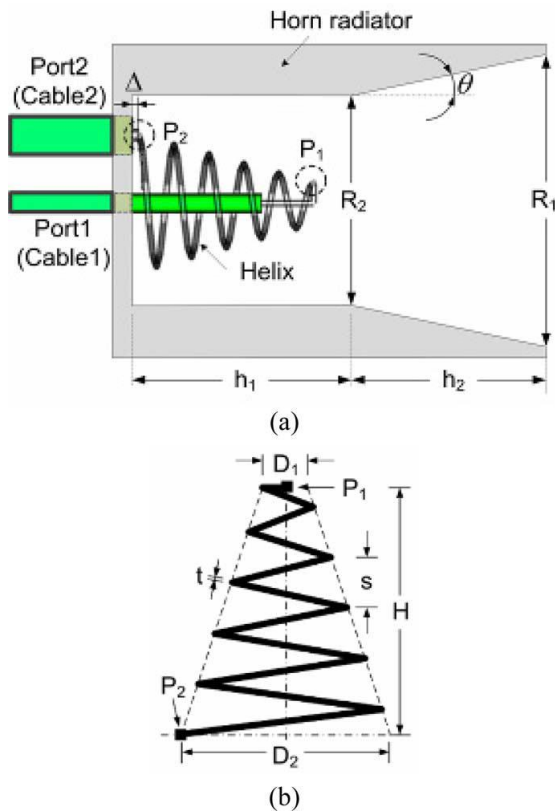 Horn radiator
Port2
(Cable2)
Δ
θ
P₂
P₁
R₂
R₁
Port1
(Cable1)
Helix
h₁
h₂
(a)
D₁
P₁
t
s
H
P₂
D₂
(b)